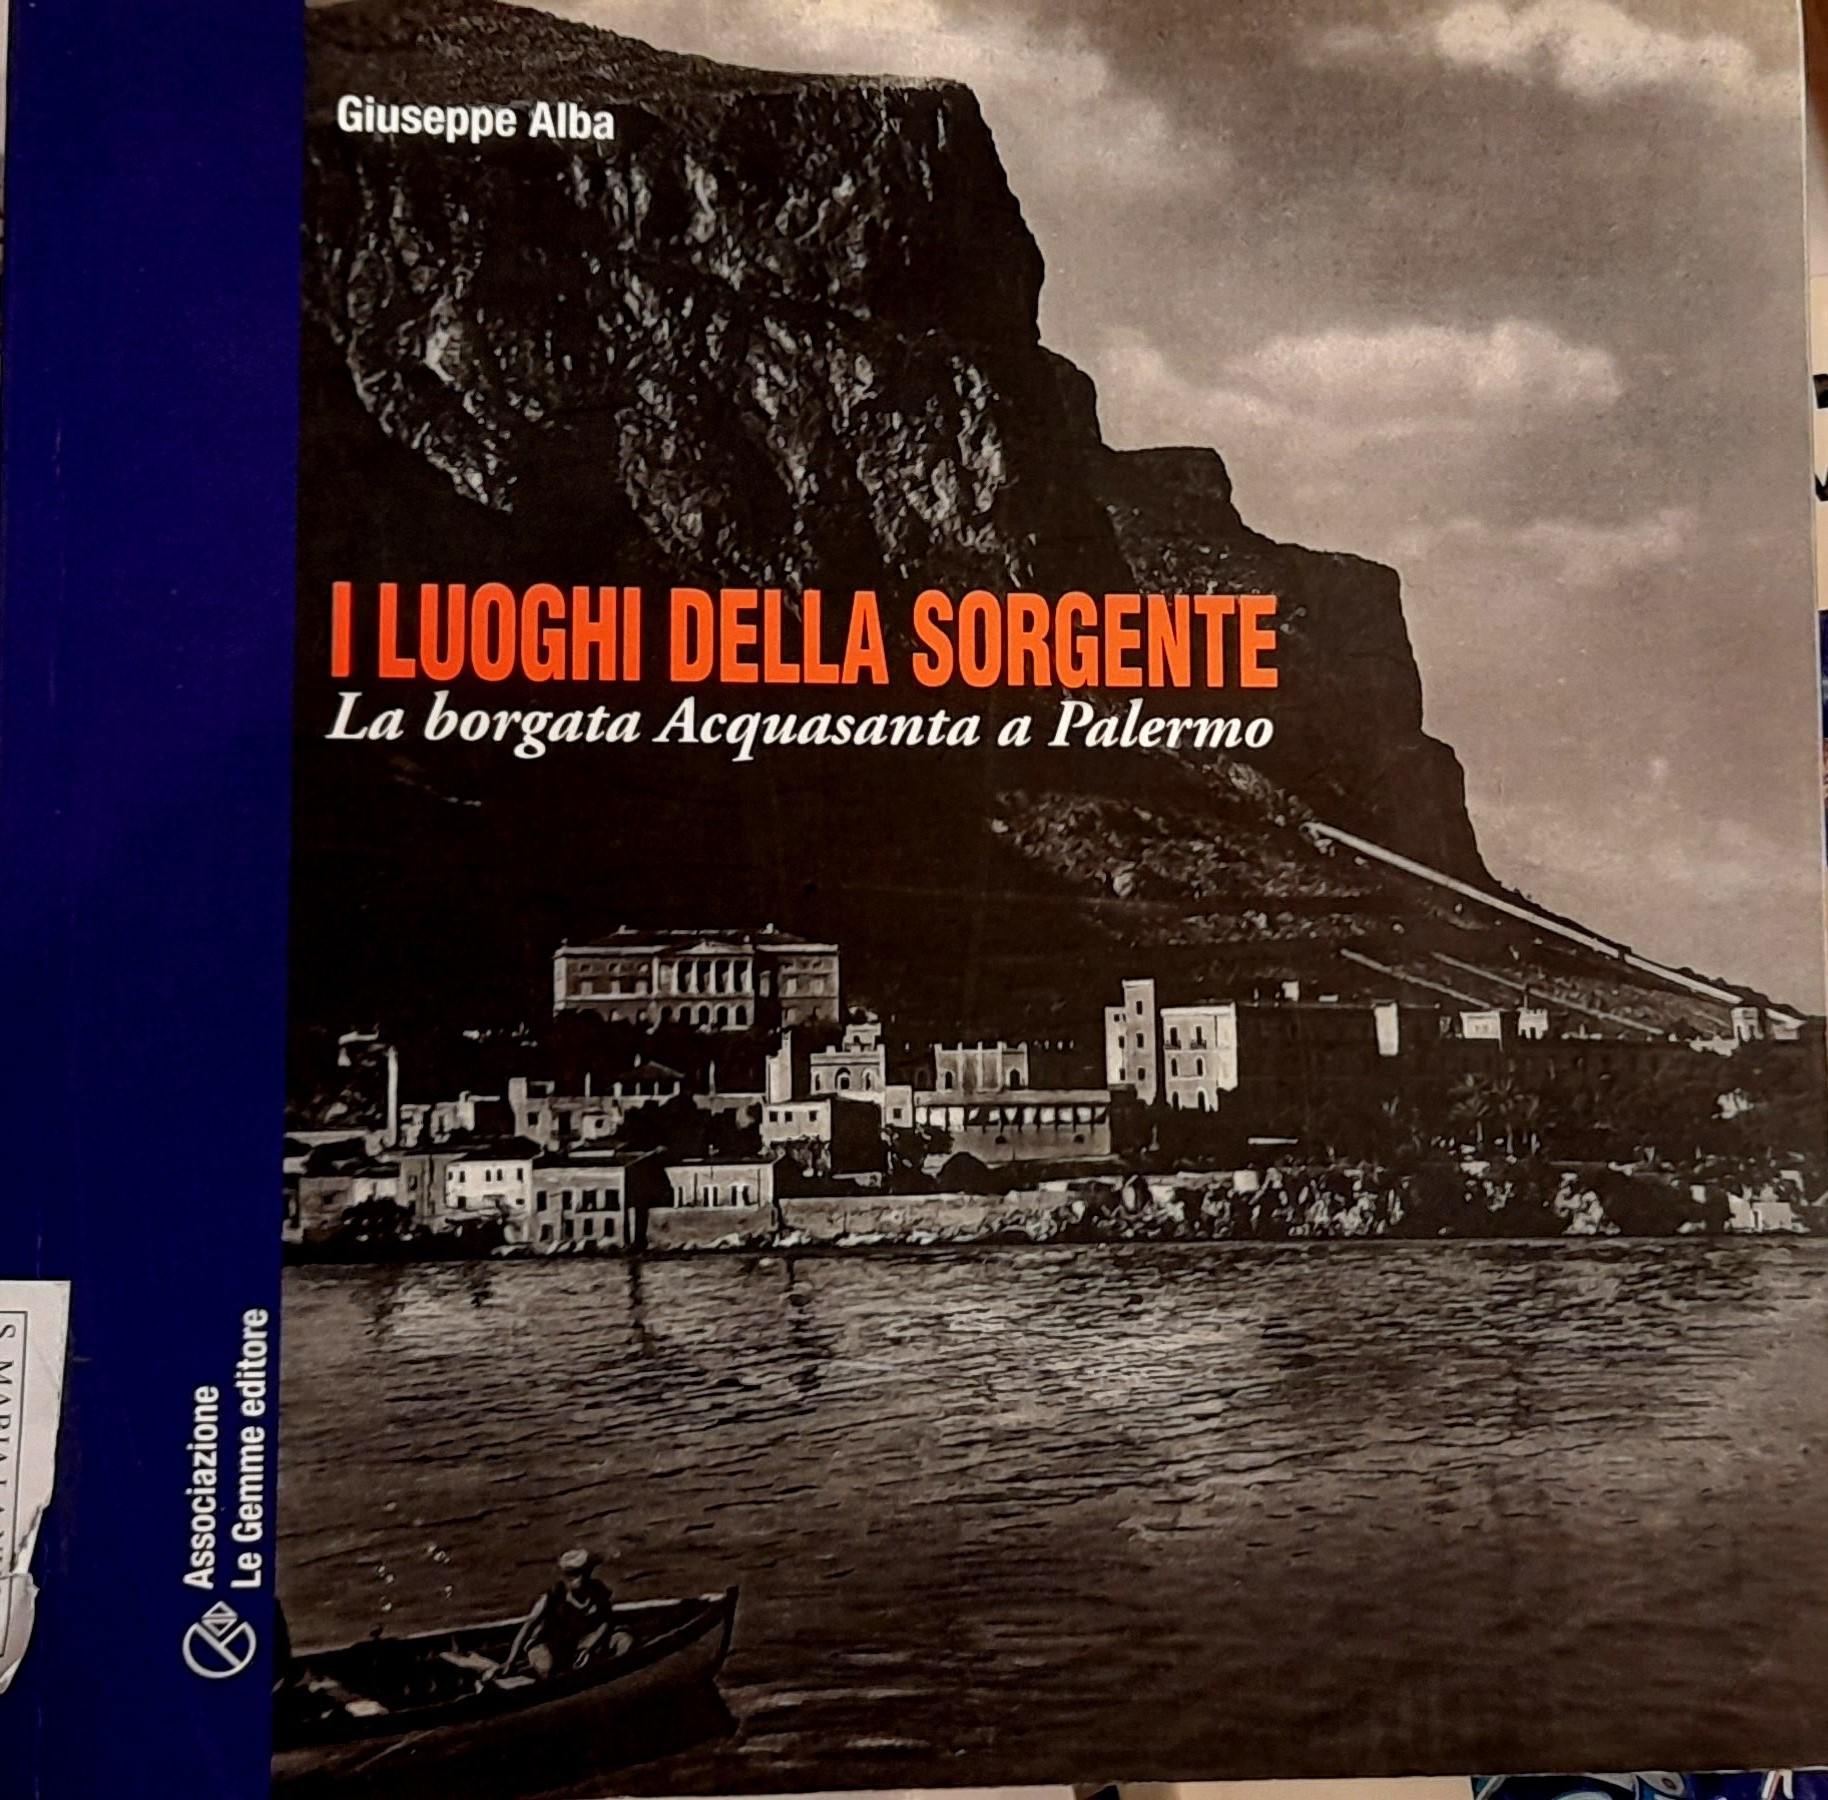 Giuseppe Alba
I LUOGHI DELLA SORGENTE
La borgata Acquasanta a Palermo
Associazione
Le Gemme editore